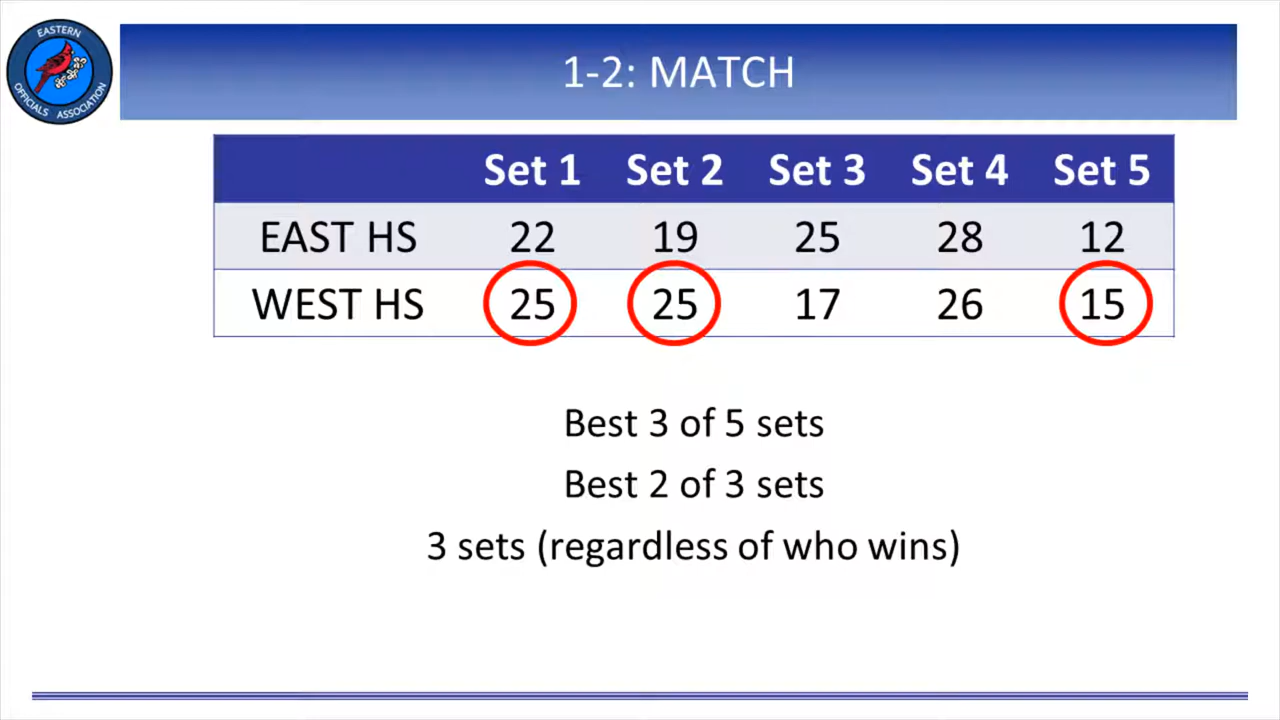 EASTERN
OFFICIALS ASSOCIATION
1-2: MATCH
Set 1 Set 2 Set 3 Set 4 Set 5
EAST HS 22 19 25 28 12
WEST HS 25 25 17 26 15
Best 3 of 5 sets
Best 2 of 3 sets
3 sets (regardless of who wins)